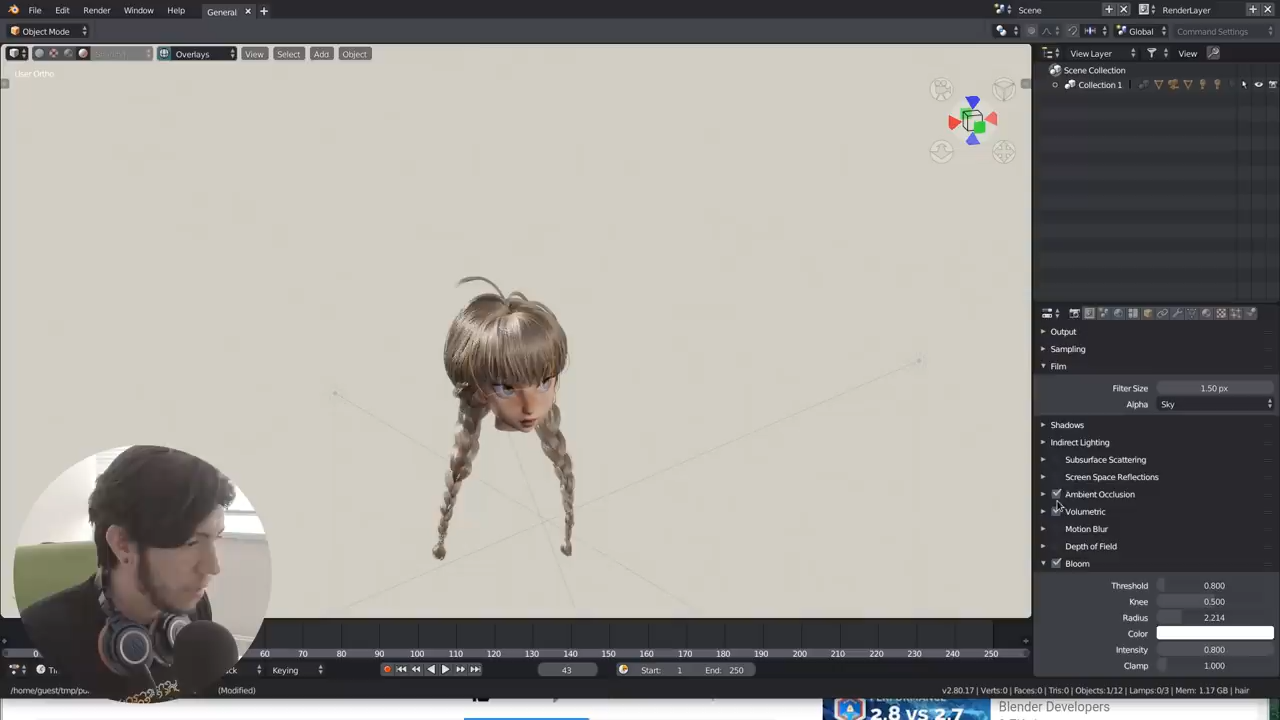 File Edit Render Window Help General Scene RenderLayer
Object Mode Global Command Settings
Overlays View Select Add Object View Layer View
User Ortho
Scene Collection
Collection 1
Output
Sampling
Film
Filter Size 1.50 px
Alpha Sky
Shadows
Indirect Lighting
Subsurface Scattering
Screen Space Reflections
Ambient Occlusion
Volumetric
Motion Blur
Depth of Field
Bloom
Threshold 0.800
Knee 0.500
Radius 2.214
Color
Intensity 0.800
Clamp 1.000
0 60 70 80 90 100 110 120 130 140 150 160 170 180 190 200 210 220 230 240 250
Keying 43 Start: 1 End: 250
(Modified) v2.80.17 | Verts:0 | Faces:0 | Tris:0 | Objects:1/12 | Lamps:0/3 | Mem: 1.17 GB | hair
2.8 vs 2.7 Blender Developers